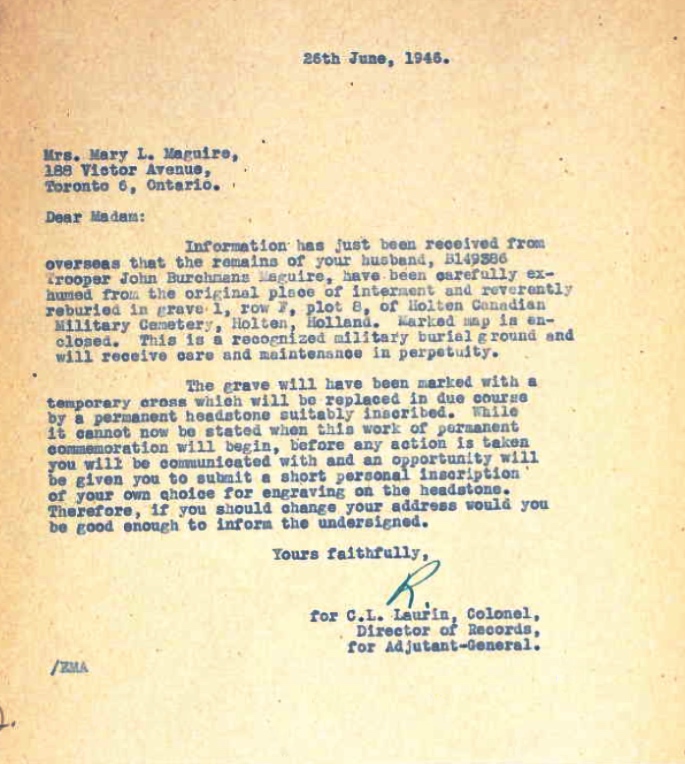 26th June, 1946.
Mrs. Mary L. Maguire,
188 Victor Avenue,
Toronto 6, Ontario.
Dear Madam:
Information has just been received from
overseas that the remains of your husband, B149386
Trooper John Burchmans Maguire, have been carefully ex-
humed from the original place of interment and reverently
reburied in grave 1, row F, plot 8, of Holten Canadian
Military Cemetery, Holten, Holland. Marked map is en-
closed. This is a recognized military burial ground and
will receive care and maintenance in perpetuity.
The grave will have been marked with a
temporary cross which will be replaced in due course
by a permanent headstone suitably inscribed. While
it cannot now be stated when this work of permanent
commemoration will begin, before any action is taken
you will be communicated with and an opportunity will
be given you to submit a short personal inscription
of your own choice for engraving on the headstone.
Therefore, if you should change your address would you
be good enough to inform the undersigned.
Yours faithfully,
R.
for C.L. Laurin, Colonel,
Director of Records,
for Adjutant-General.